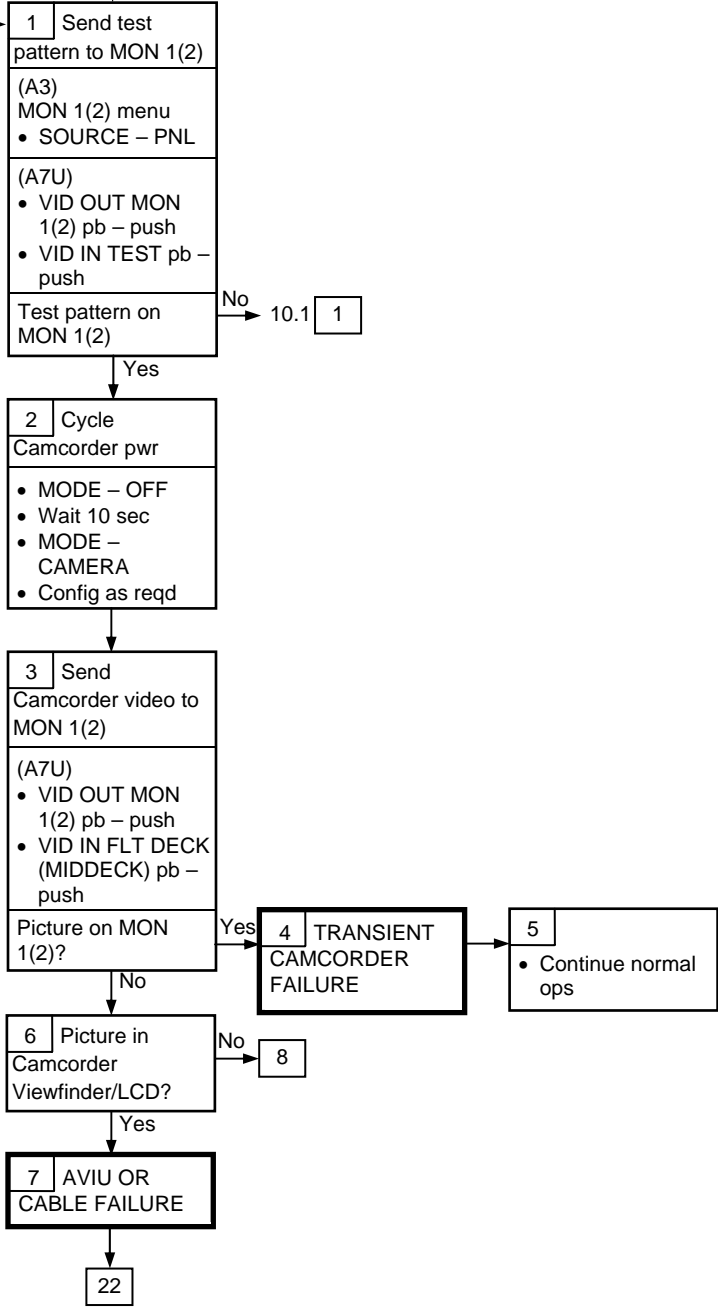 1 Send test
pattern to MON 1(2)
(A3)
MON 1(2) menu
• SOURCE – PNL
(A7U)
• VID OUT MON
1(2) pb – push
• VID IN TEST pb –
push
Test pattern on
MON 1(2)
No
10.1 1
Yes
2 Cycle
Camcorder pwr
• MODE – OFF
• Wait 10 sec
• MODE –
CAMERA
• Config as reqd
3 Send
Camcorder video to
MON 1(2)
(A7U)
• VID OUT MON
1(2) pb – push
• VID IN FLT DECK
(MIDDECK) pb –
push
Picture on MON
1(2)?
Yes
4 TRANSIENT
CAMCORDER
FAILURE
5
• Continue normal
ops
No
6 Picture in
Camcorder
Viewfinder/LCD?
No
8
Yes
7 AVIU OR
CABLE FAILURE
22